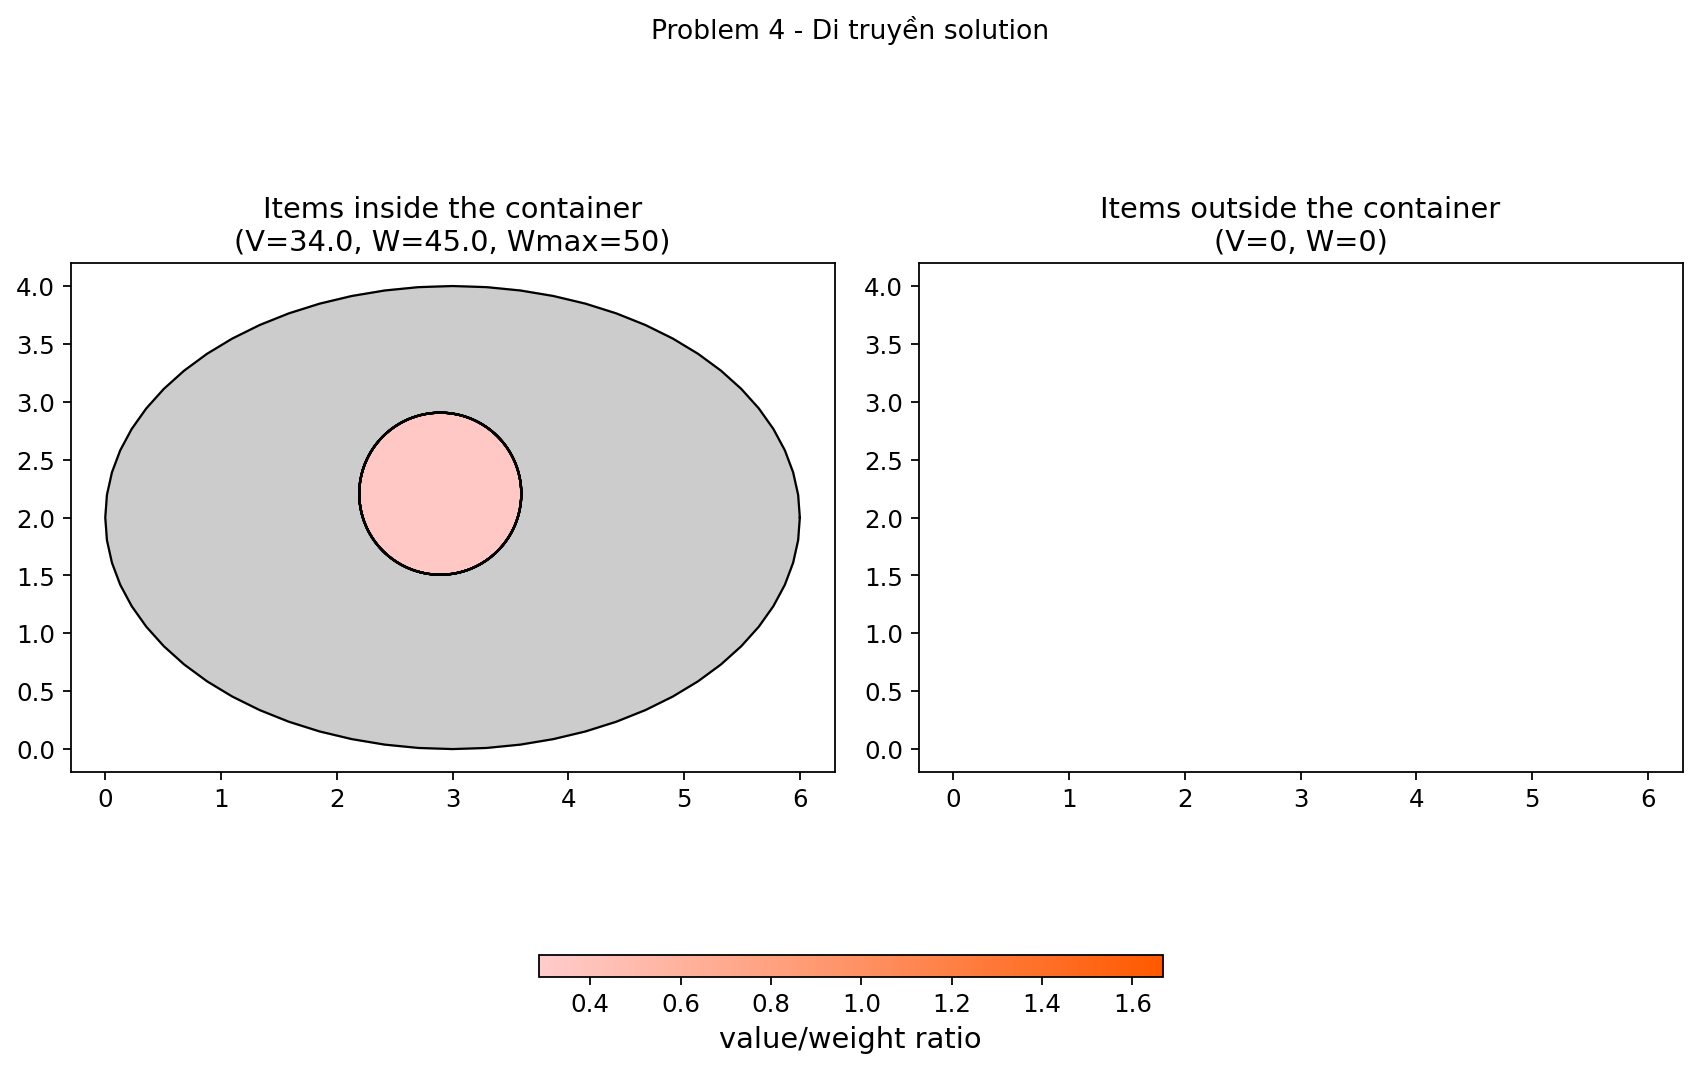 Problem 4 - Di truyền solution
Items inside the container
(V=34.0, W=45.0, Wmax=50)
4.0
3.5
3.0
2.5
2.0
1.5
1.0
0.5
0.0
0 1 2 3 4 5 6
Items outside the container
(V=0, W=0)
4.0
3.5
3.0
2.5
2.0
1.5
1.0
0.5
0.0
0 1 2 3 4 5 6
0.4 0.6 0.8 1.0 1.2 1.4 1.6
value/weight ratio